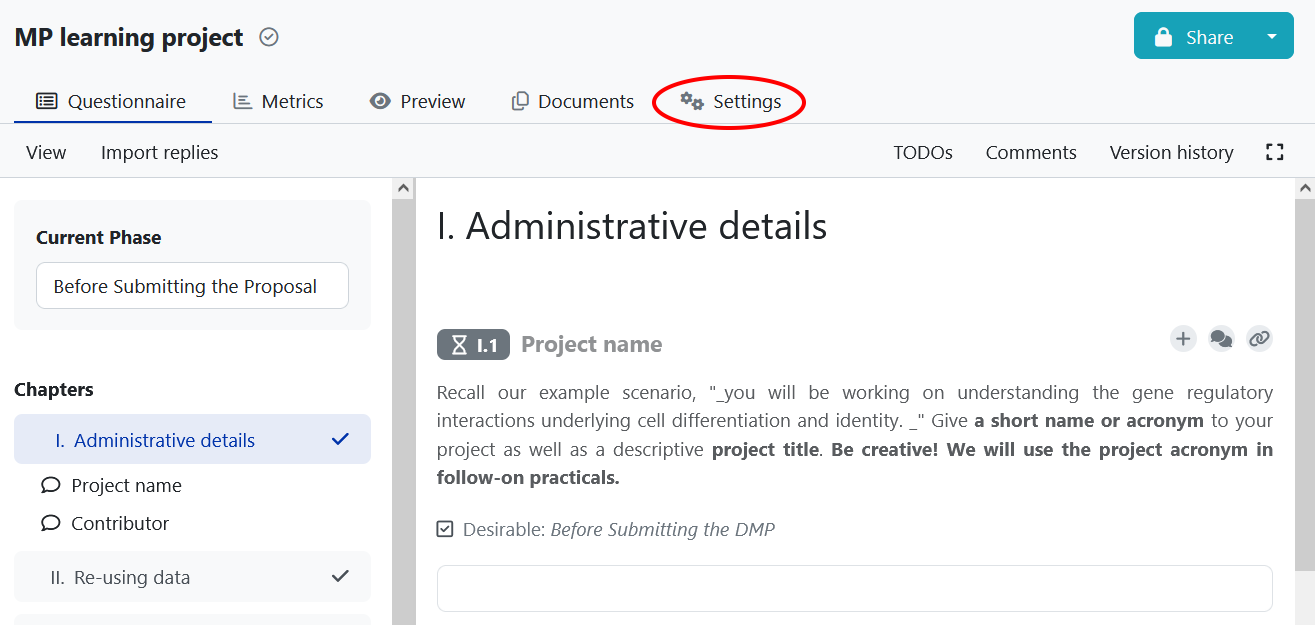 MP learning project
Share
Questionnaire Metrics Preview Documents Settings
View Import replies TODOs Comments Version history
Current Phase
Before Submitting the Proposal
Chapters
I. Administrative details
Project name
Contributor
II. Re-using data
I. Administrative details
I.1 Project name
Recall our example scenario, "_you will be working on understanding the gene regulatory
interactions underlying cell differentiation and identity. _" Give a short name or acronym to your
project as well as a descriptive project title. Be creative! We will use the project acronym in
follow-on practicals.
Desirable: Before Submitting the DMP